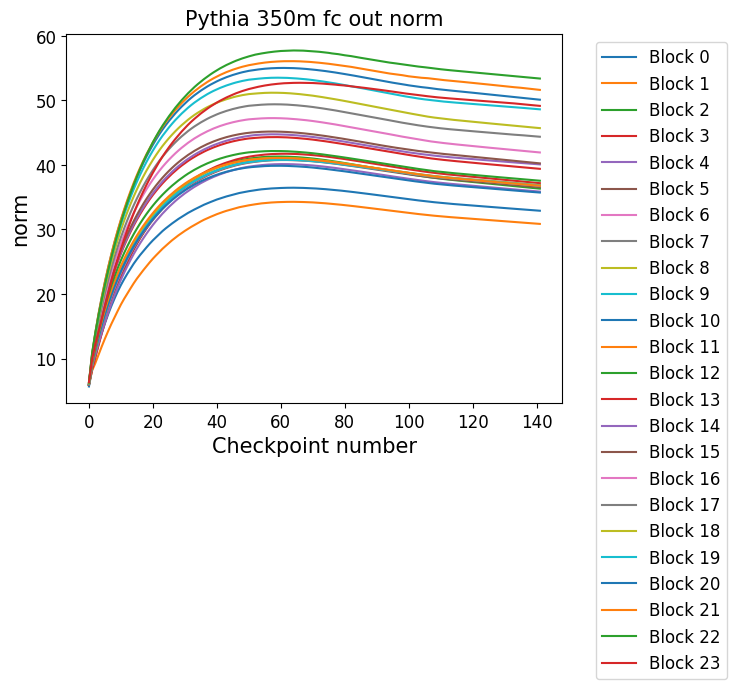 Pythia 350m fc out norm
60
50
40
30
20
10
norm
0 20 40 60 80 100 120 140
Checkpoint number
Block 0
Block 1
Block 2
Block 3
Block 4
Block 5
Block 6
Block 7
Block 8
Block 9
Block 10
Block 11
Block 12
Block 13
Block 14
Block 15
Block 16
Block 17
Block 18
Block 19
Block 20
Block 21
Block 22
Block 23